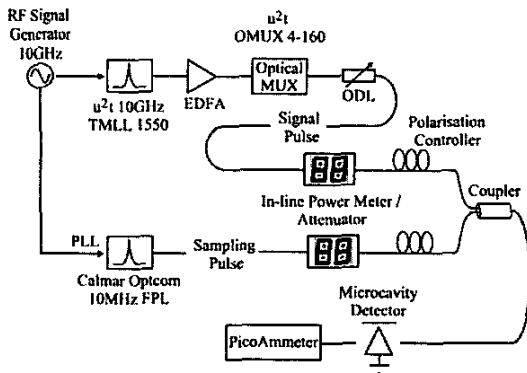 RF Signal
Generator
10GHz
u²t 10GHz
TMLL 1550
EDFA
u²t
OMUX 4-160
Optical
MUX
ODL
Signal
Pulse
Polarisation
Controller
In-line Power Meter /
Attenuator
Coupler
PLL
Calmar Optcom
10MHz FPL
Sampling
Pulse
Microcavity
Detector
PicoAmmeter